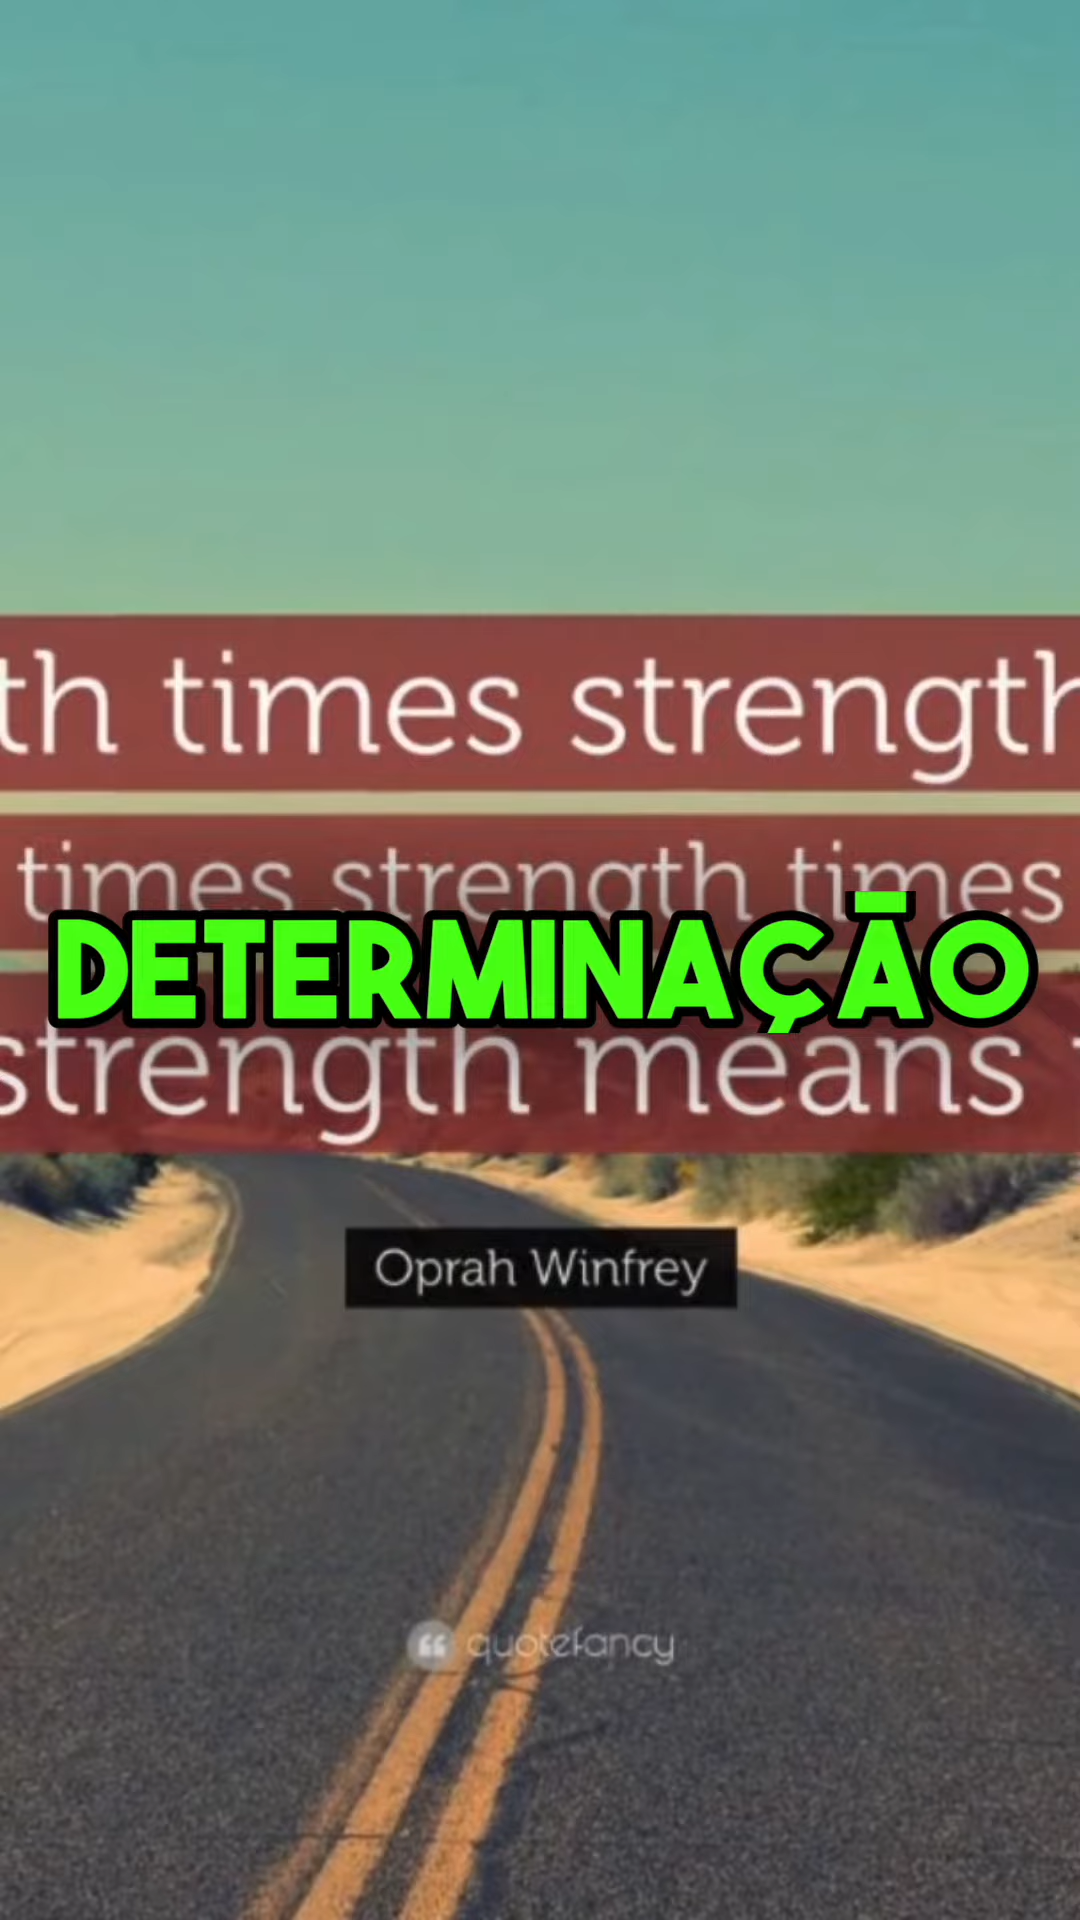 th times strength
times strength times
DETERMINAÇÃO
strength means
Oprah Winfrey
quotefancy